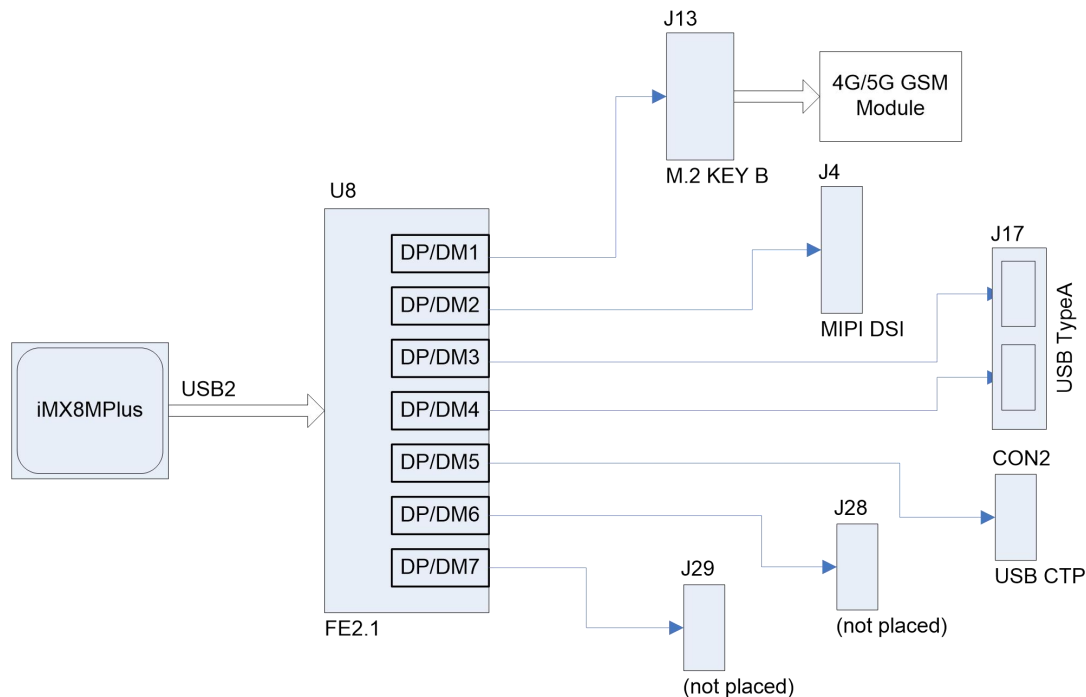 J13
4G/5G GSM
Module
M.2 KEY B
J4
U8
DP/DM1
J17
DP/DM2
USB TypeA
MIPI DSI
DP/DM3
USB2
iMX8MPlus
DP/DM4
CON2
DP/DM5
J28
DP/DM6
DP/DM7
J29
USB CTP
FE2.1
(not placed)
(not placed)